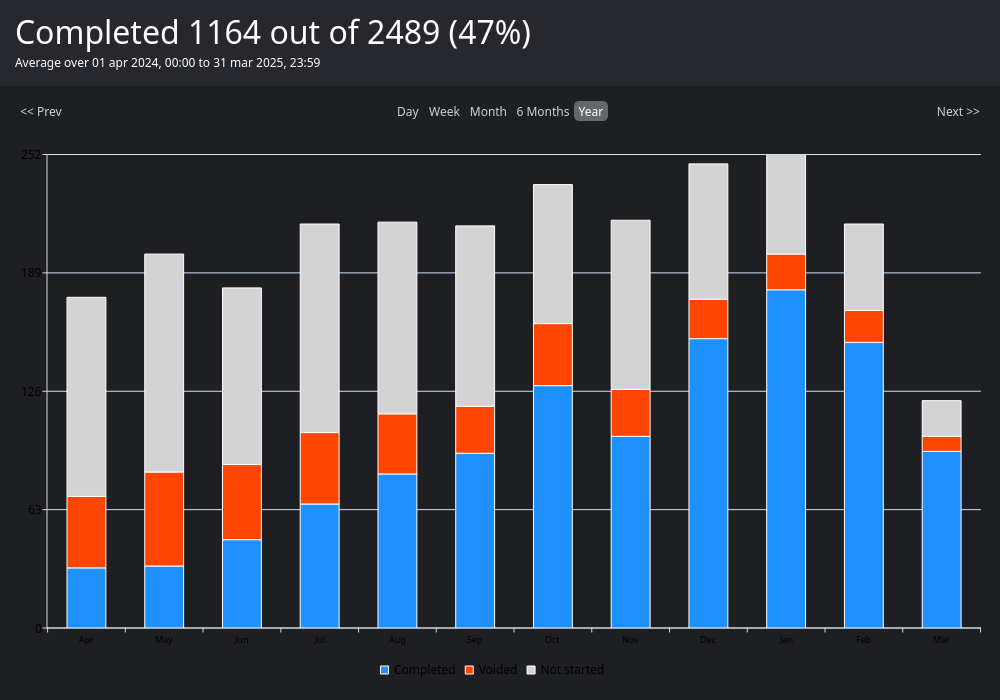 Completed 1164 out of 2489 (47%)
Average over 01 apr 2024, 00:00 to 31 mar 2025, 23:59
<< Prev Day Week Month 6 Months Year Next >>
252
189
126
63
0
Apr May Jun Jul Aug Sep Oct Nov Dec Jan Feb Mar
Completed Voided Not started